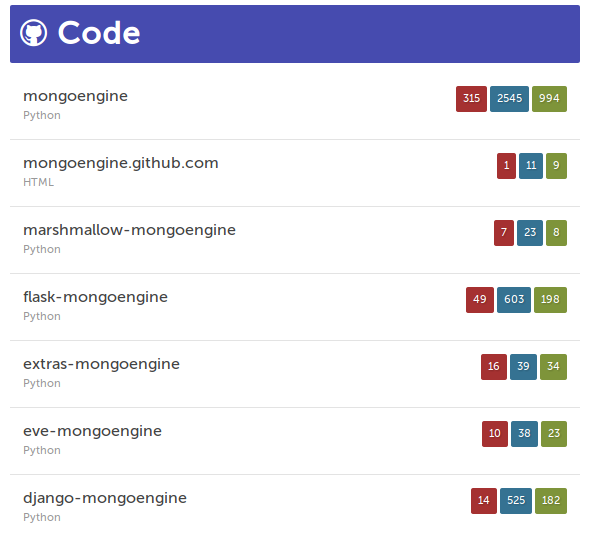 Code
mongoengine 315 2545 994
Python
mongoengine.github.com 1 11 9
HTML
marshmallow-mongoengine 7 23 8
Python
flask-mongoengine 49 603 198
Python
extras-mongoengine 16 39 34
Python
eve-mongoengine 10 38 23
Python
django-mongoengine 14 525 182
Python